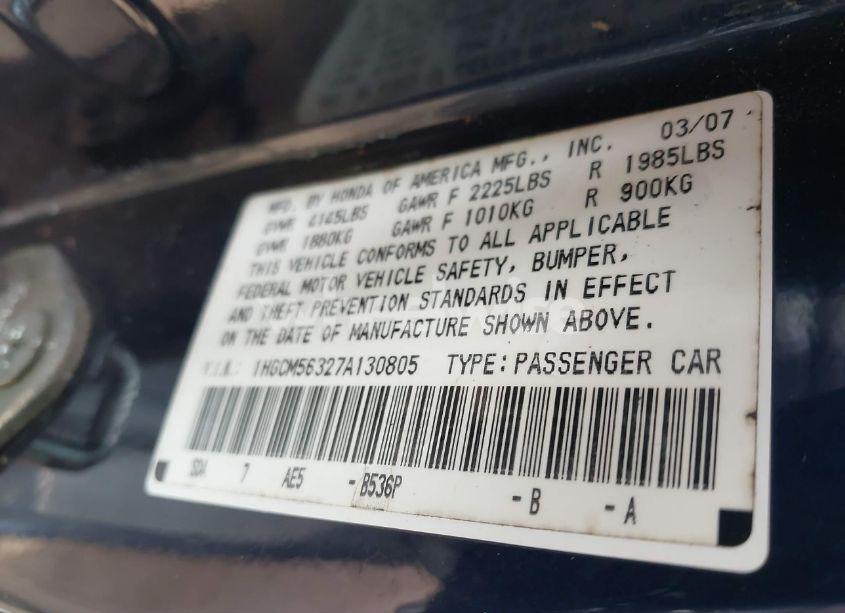 MFD. BY HONDA OF AMERICA MFG., INC. 03/07
GVWR 4145LBS GAWR F 2225LBS R 1985LBS
GVWR 1880KG GAWR F 1010KG R 900KG
THIS VEHICLE CONFORMS TO ALL APPLICABLE
FEDERAL MOTOR VEHICLE SAFETY, BUMPER,
AND THEFT PREVENTION STANDARDS IN EFFECT
ON THE DATE OF MANUFACTURE SHOWN ABOVE.
V.I.N.: 1HGCM56327A130805 TYPE:PASSENGER CAR
SDA 7 AE5 - B536P - B - A